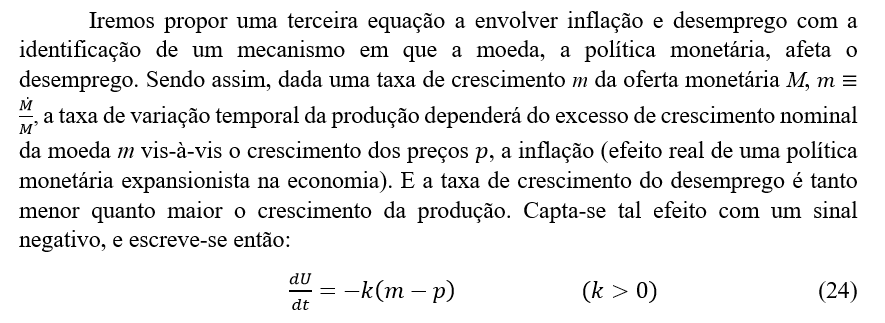 Iremos propor uma terceira equação a envolver inflação e desemprego com a
identificação de um mecanismo em que a moeda, a política monetária, afeta o
desemprego. Sendo assim, dada uma taxa de crescimento m da oferta monetária M, m ≡
Ṁ/M, a taxa de variação temporal da produção dependerá do excesso de crescimento nominal
da moeda m vis-à-vis o crescimento dos preços p, a inflação (efeito real de uma política
monetária expansionista na economia). E a taxa de crescimento do desemprego é tanto
menor quanto maior o crescimento da produção. Capta-se tal efeito com um sinal
negativo, e escreve-se então:
dU/dt = −k(m − p) (k > 0) (24)